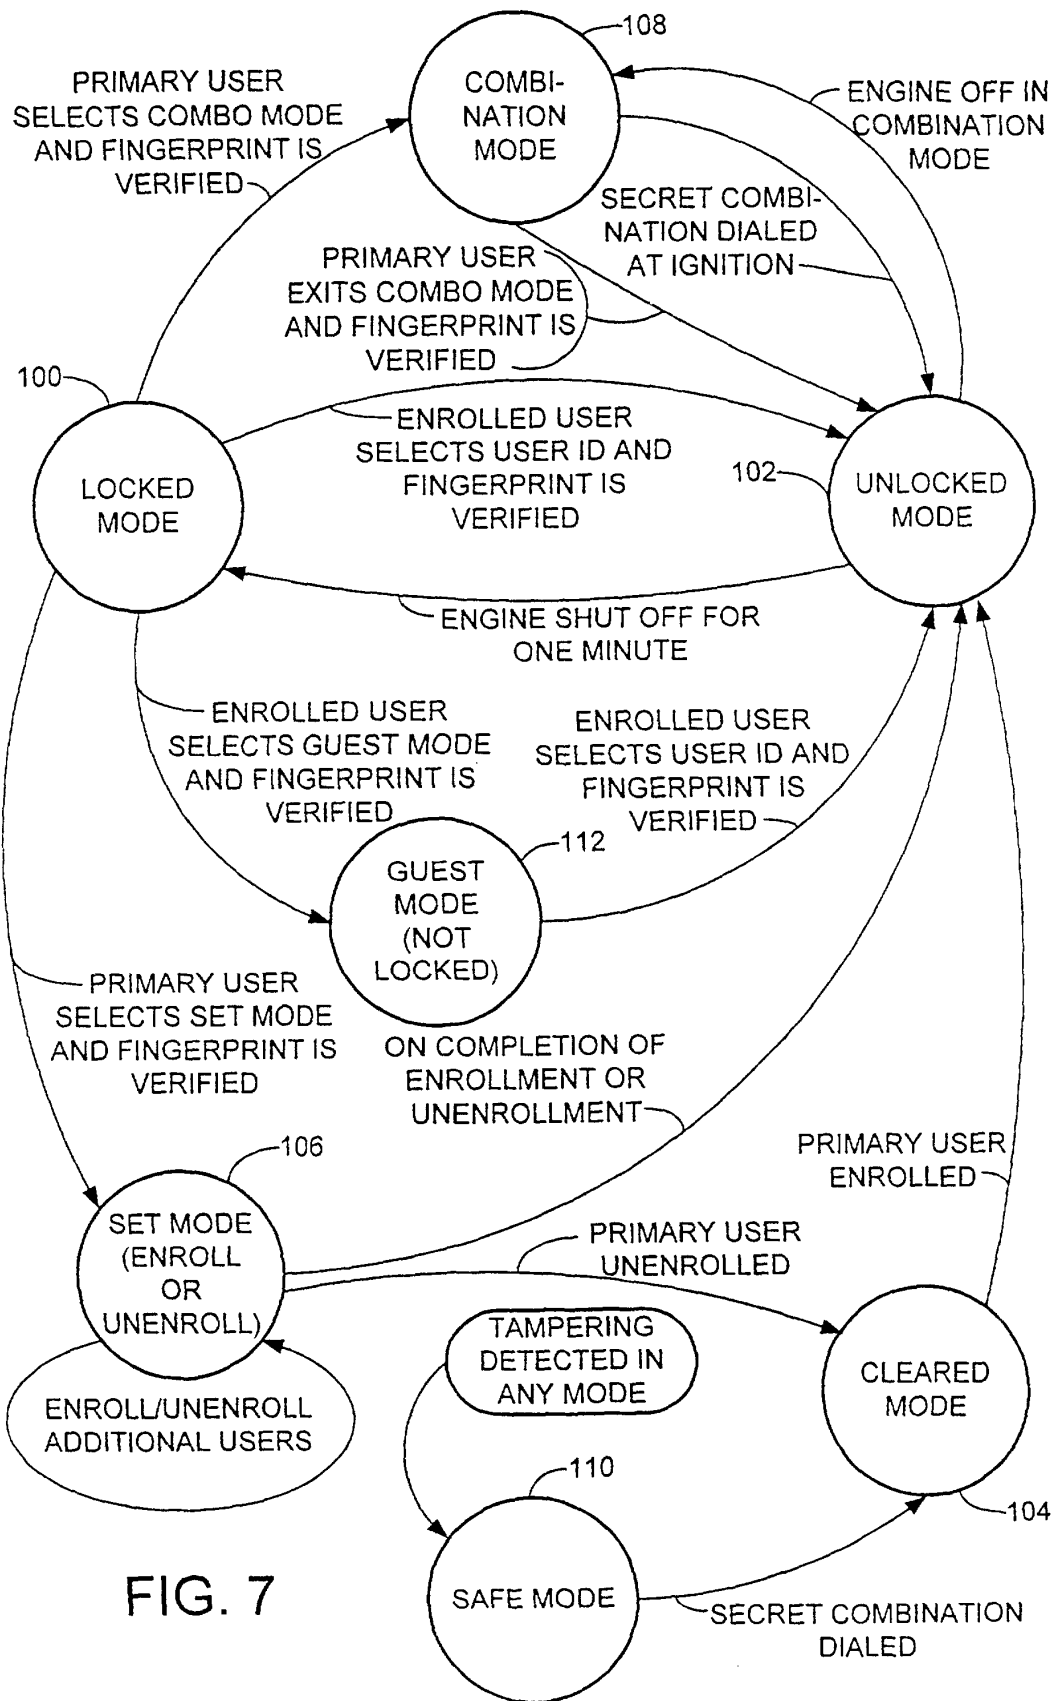 108
COMBI-
NATION
MODE
PRIMARY USER
SELECTS COMBO MODE
AND FINGERPRINT IS
VERIFIED
ENGINE OFF IN
COMBINATION
MODE
SECRET COMBI-
NATION DIALED
AT IGNITION
PRIMARY USER
EXITS COMBO MODE
AND FINGERPRINT IS
VERIFIED
100
LOCKED
MODE
ENROLLED USER
SELECTS USER ID AND
FINGERPRINT IS
VERIFIED
102
UNLOCKED
MODE
ENGINE SHUT OFF FOR
ONE MINUTE
ENROLLED USER
SELECTS GUEST MODE
AND FINGERPRINT IS
VERIFIED
ENROLLED USER
SELECTS USER ID AND
FINGERPRINT IS
VERIFIED
112
GUEST
MODE
(NOT
LOCKED)
PRIMARY USER
SELECTS SET MODE
AND FINGERPRINT IS
VERIFIED
ON COMPLETION OF
ENROLLMENT OR
UNENROLLMENT
PRIMARY USER
ENROLLED
106
SET MODE
(ENROLL
OR
UNENROLL)
PRIMARY USER
UNENROLLED
TAMPERING
DETECTED IN
ANY MODE
CLEARED
MODE
104
ENROLL/UNENROLL
ADDITIONAL USERS
110
SAFE MODE
SECRET COMBINATION
DIALED
FIG. 7